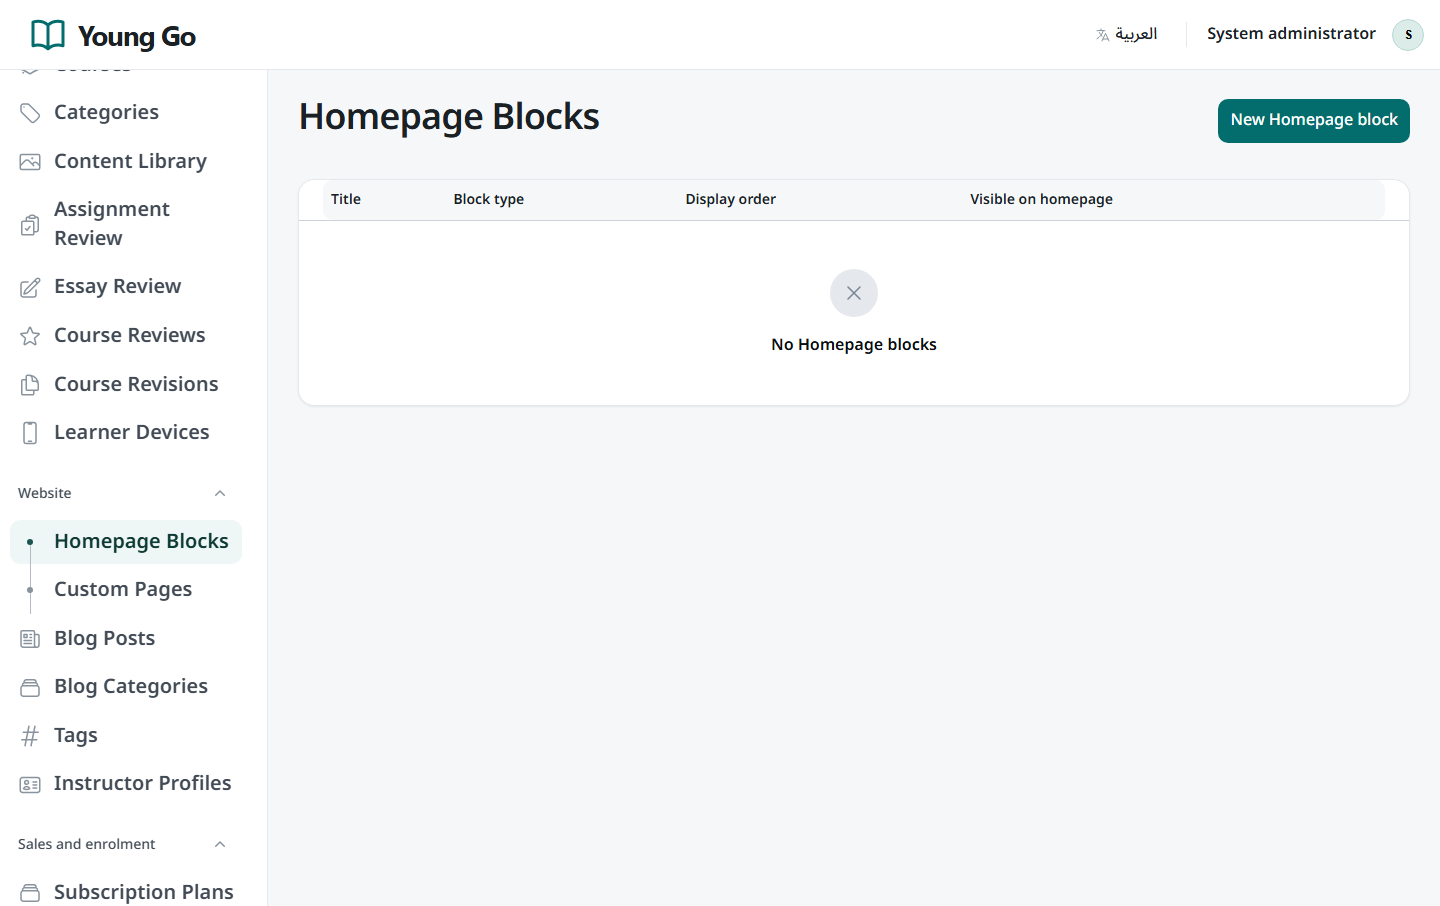 Young Go
العربية
System administrator
S
Courses
Categories
Content Library
Assignment
Review
Essay Review
Course Reviews
Course Revisions
Learner Devices
Website
Homepage Blocks
Custom Pages
Blog Posts
Blog Categories
Tags
Instructor Profiles
Sales and enrolment
Subscription Plans
Homepage Blocks
New Homepage block
Title Block type Display order Visible on homepage
No Homepage blocks